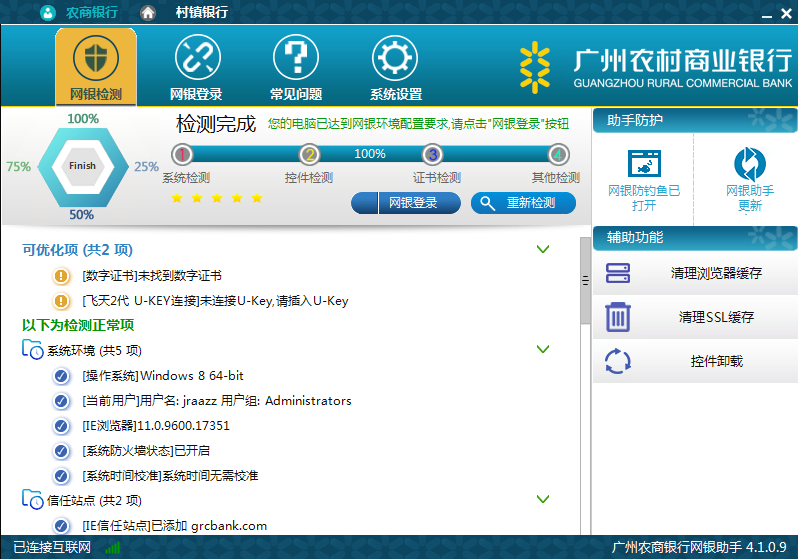 农商银行 村镇银行
网银检测 网银登录 常见问题 系统设置
广州农村商业银行
GUANGZHOU RURAL COMMERCIAL BANK
100%
75% Finish 25%
50%
检测完成 您的电脑已达到网银环境配置要求,请点击"网银登录"按钮
1 2 100% 3 4
系统检测 控件检测 证书检测 其他检测
网银登录 重新检测
助手防护
网银防钓鱼已打开
网银助手更新
辅助功能
清理浏览器缓存
清理SSL缓存
控件卸载
可优化项 (共2 项)
[数字证书]未找到数字证书
[飞天2代 U-KEY连接]未连接U-Key,请插入U-Key
以下为检测正常项
系统环境 (共5 项)
[操作系统]Windows 8 64-bit
[当前用户]用户名: jraazz 用户组: Administrators
[IE浏览器]11.0.9600.17351
[系统防火墙状态]已开启
[系统时间校准]系统时间无需校准
信任站点 (共2 项)
[IE信任站点]已添加 grcbank.com
已连接互联网 广州农商银行网银助手 4.1.0.9